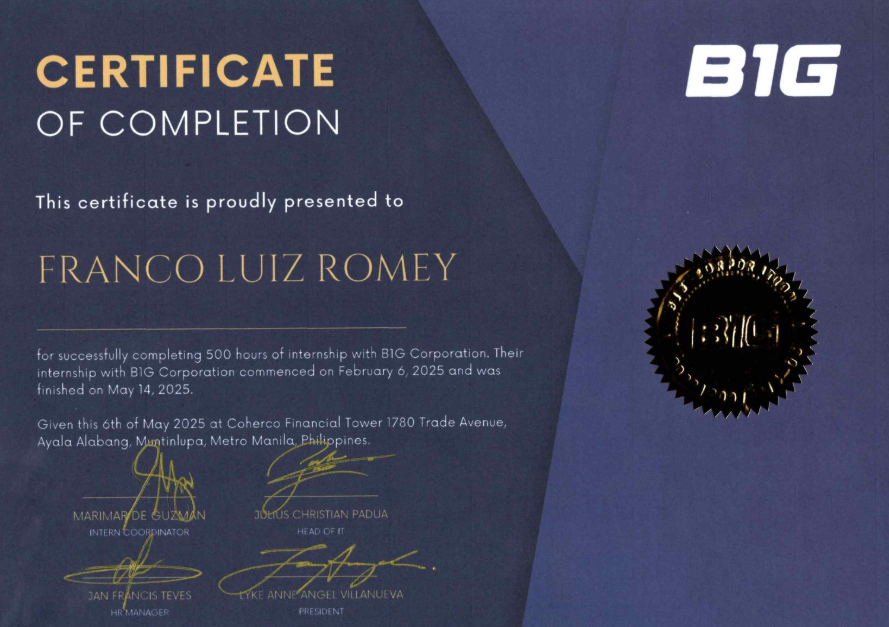 CERTIFICATE
OF COMPLETION
B1G
This certificate is proudly presented to
FRANCO LUIZ ROMEY
for successfully completing 500 hours of internship with B1G Corporation. Their
internship with B1G Corporation commenced on February 6, 2025 and was
finished on May 14, 2025.
Given this 6th of May 2025 at Coherco Financial Tower 1780 Trade Avenue,
Ayala Alabang, Muntinlupa, Metro Manila, Philippines.
MARIMAR DE GUZMAN
INTERN COORDINATOR
JULIUS CHRISTIAN PADUA
HEAD OF IT
JAN FRANCIS TEVES
HR MANAGER
LYKE ANNE ANGEL VILLANUEVA
PRESIDENT
B1G CORPORATION
B1G